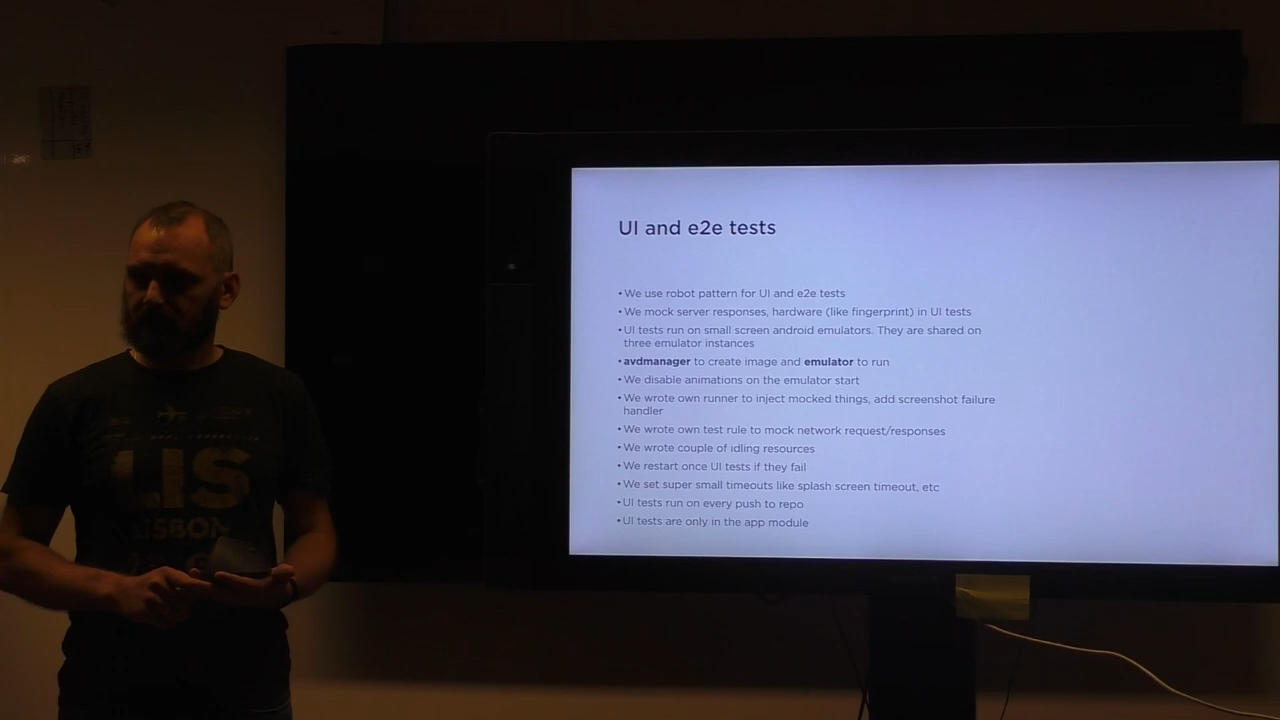 UI and e2e tests
•We use robot pattern for UI and e2e tests
•We mock server responses, hardware (like fingerprint) in UI tests
•UI tests run on small screen android emulators. They are shared on
three emulator instances
•avdmanager to create image and emulator to run
•We disable animations on the emulator start
•We wrote own runner to inject mocked things, add screenshot failure
handler
•We wrote own test rule to mock network request/responses
•We wrote couple of idling resources
•We restart once UI tests if they fail
•We set super small timeouts like splash screen timeout, etc
•UI tests run on every push to repo
•UI tests are only in the app module
LIS
LISBON